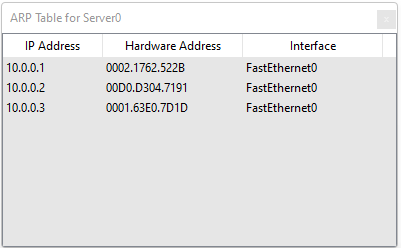 ARP Table for Server0
IP Address Hardware Address Interface
10.0.0.1 0002.1762.522B FastEthernet0
10.0.0.2 00D0.D304.7191 FastEthernet0
10.0.0.3 0001.63E0.7D1D FastEthernet0